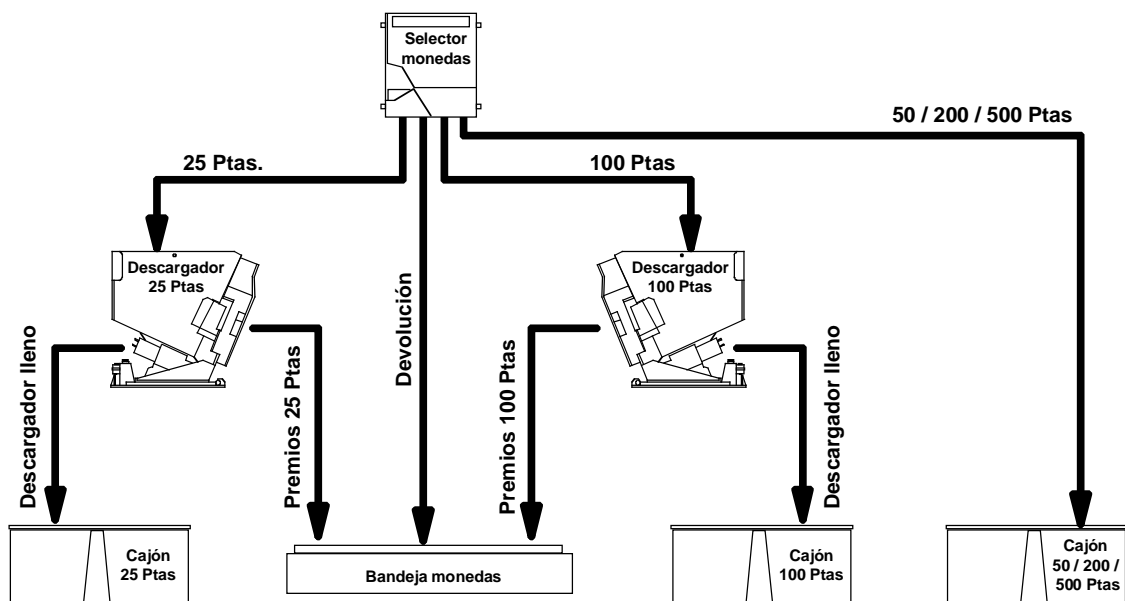 Selector
monedas
50 / 200 / 500 Ptas
25 Ptas.
100 Ptas
Descargador
25 Ptas
Descargador
100 Ptas
Devolución
Descargador lleno
Premios 25 Ptas
Premios 100 Ptas
Descargador lleno
Cajón
25 Ptas
Bandeja monedas
Cajón
100 Ptas
Cajón
50 / 200 /
500 Ptas